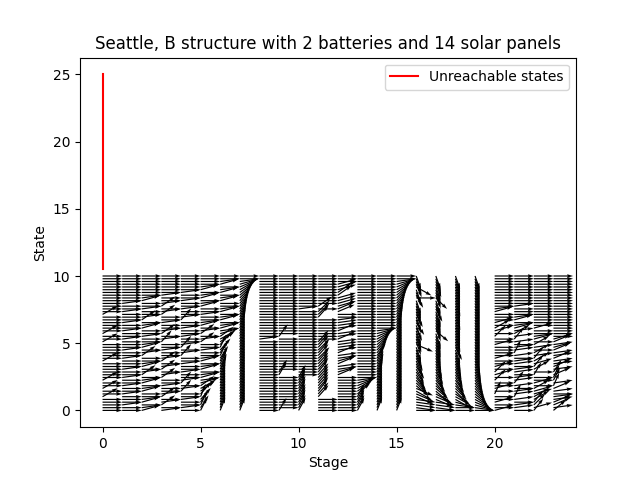 Seattle, B structure with 2 batteries and 14 solar panels
Unreachable states
25
20
15
10
5
0
State
0 5 10 15 20
Stage